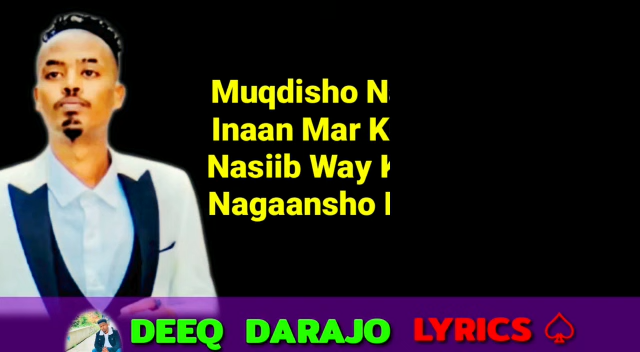 Muqdisho
Inaan Mar
Nasiib Way
Nagaansho
DEEQ DARAJO LYRICS